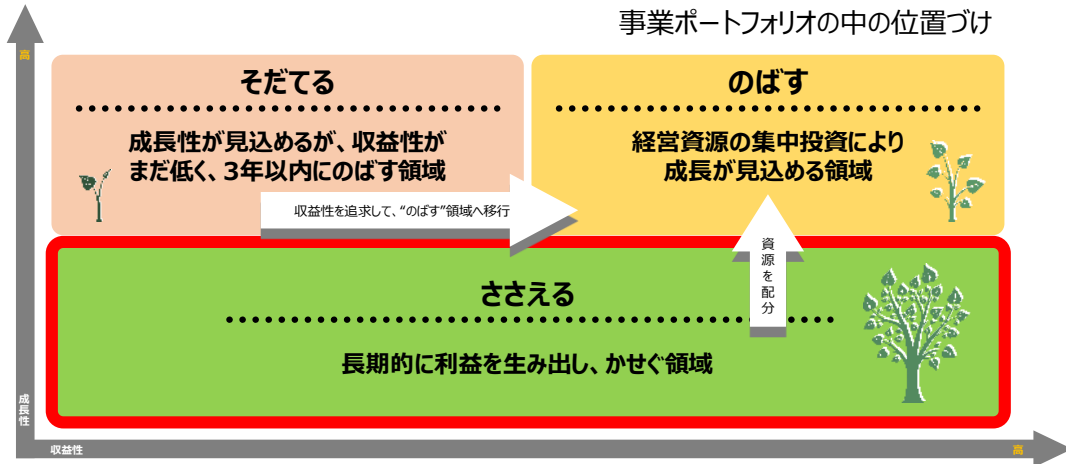 事業ポートフォリオの中の位置づけ
高
そだてる
成長性が見込めるが、収益性が
まだ低く、3年以内にのばす領域
のばす
経営資源の集中投資により
成長が見込める領域
収益性を追求して、“のばす”領域へ移行
資源を配分
ささえる
長期的に利益を生み出し、かせぐ領域
成長性
収益性
高